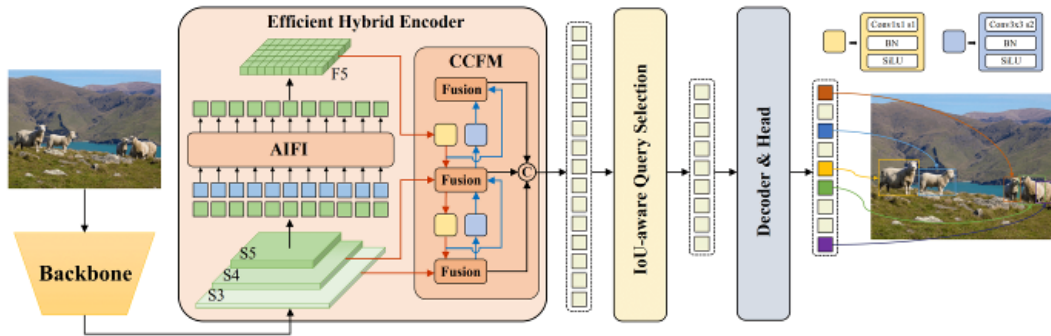 Efficient Hybrid Encoder
F5
AIFI
S5
S4
S3
Backbone
CCFM
Fusion
Fusion
Fusion
C
IoU-aware Query Selection
Decoder & Head
Conv1x1 s1
BN
SiLU
Conv3x3 s2
BN
SiLU